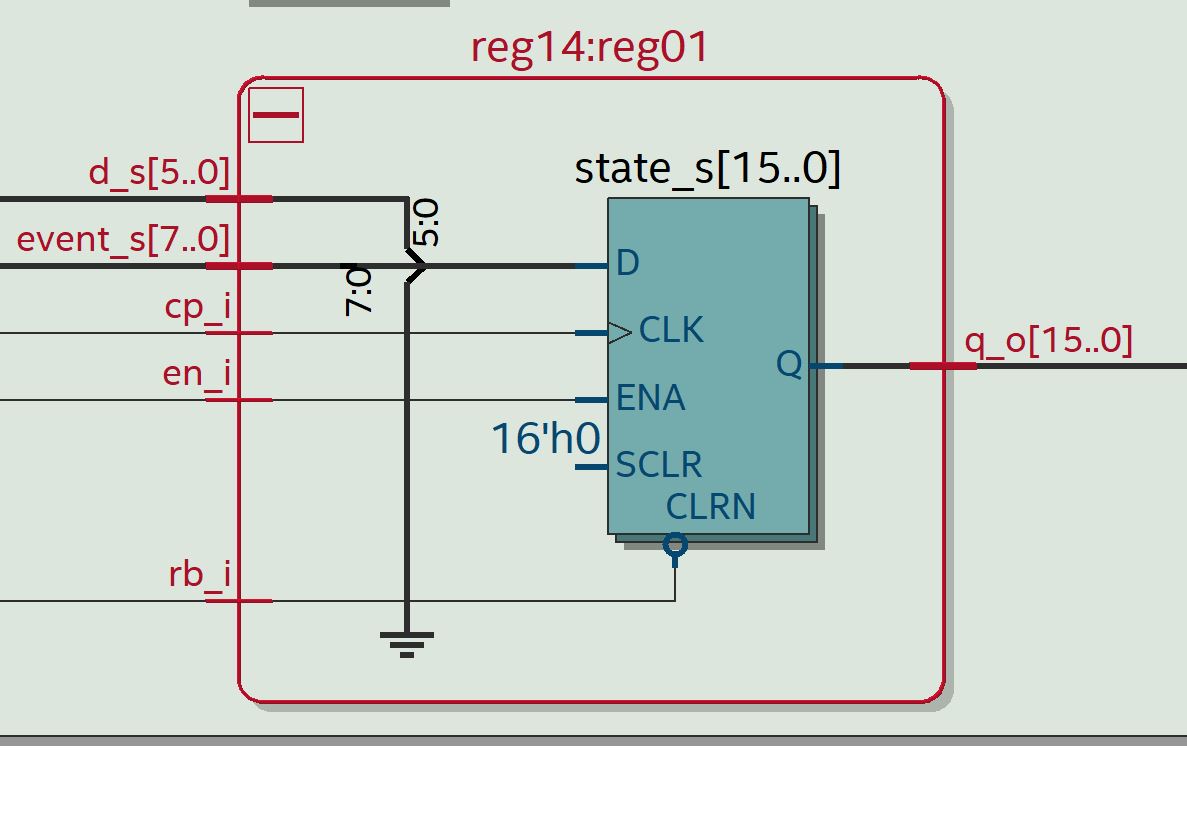 reg14:reg01
d_s[5..0]
state_s[15..0]
5:0
event_s[7..0]
7:0
D
cp_i
CLK
q_o[15..0]
Q
en_i
ENA
16'h0
SCLR
CLRN
rb_i